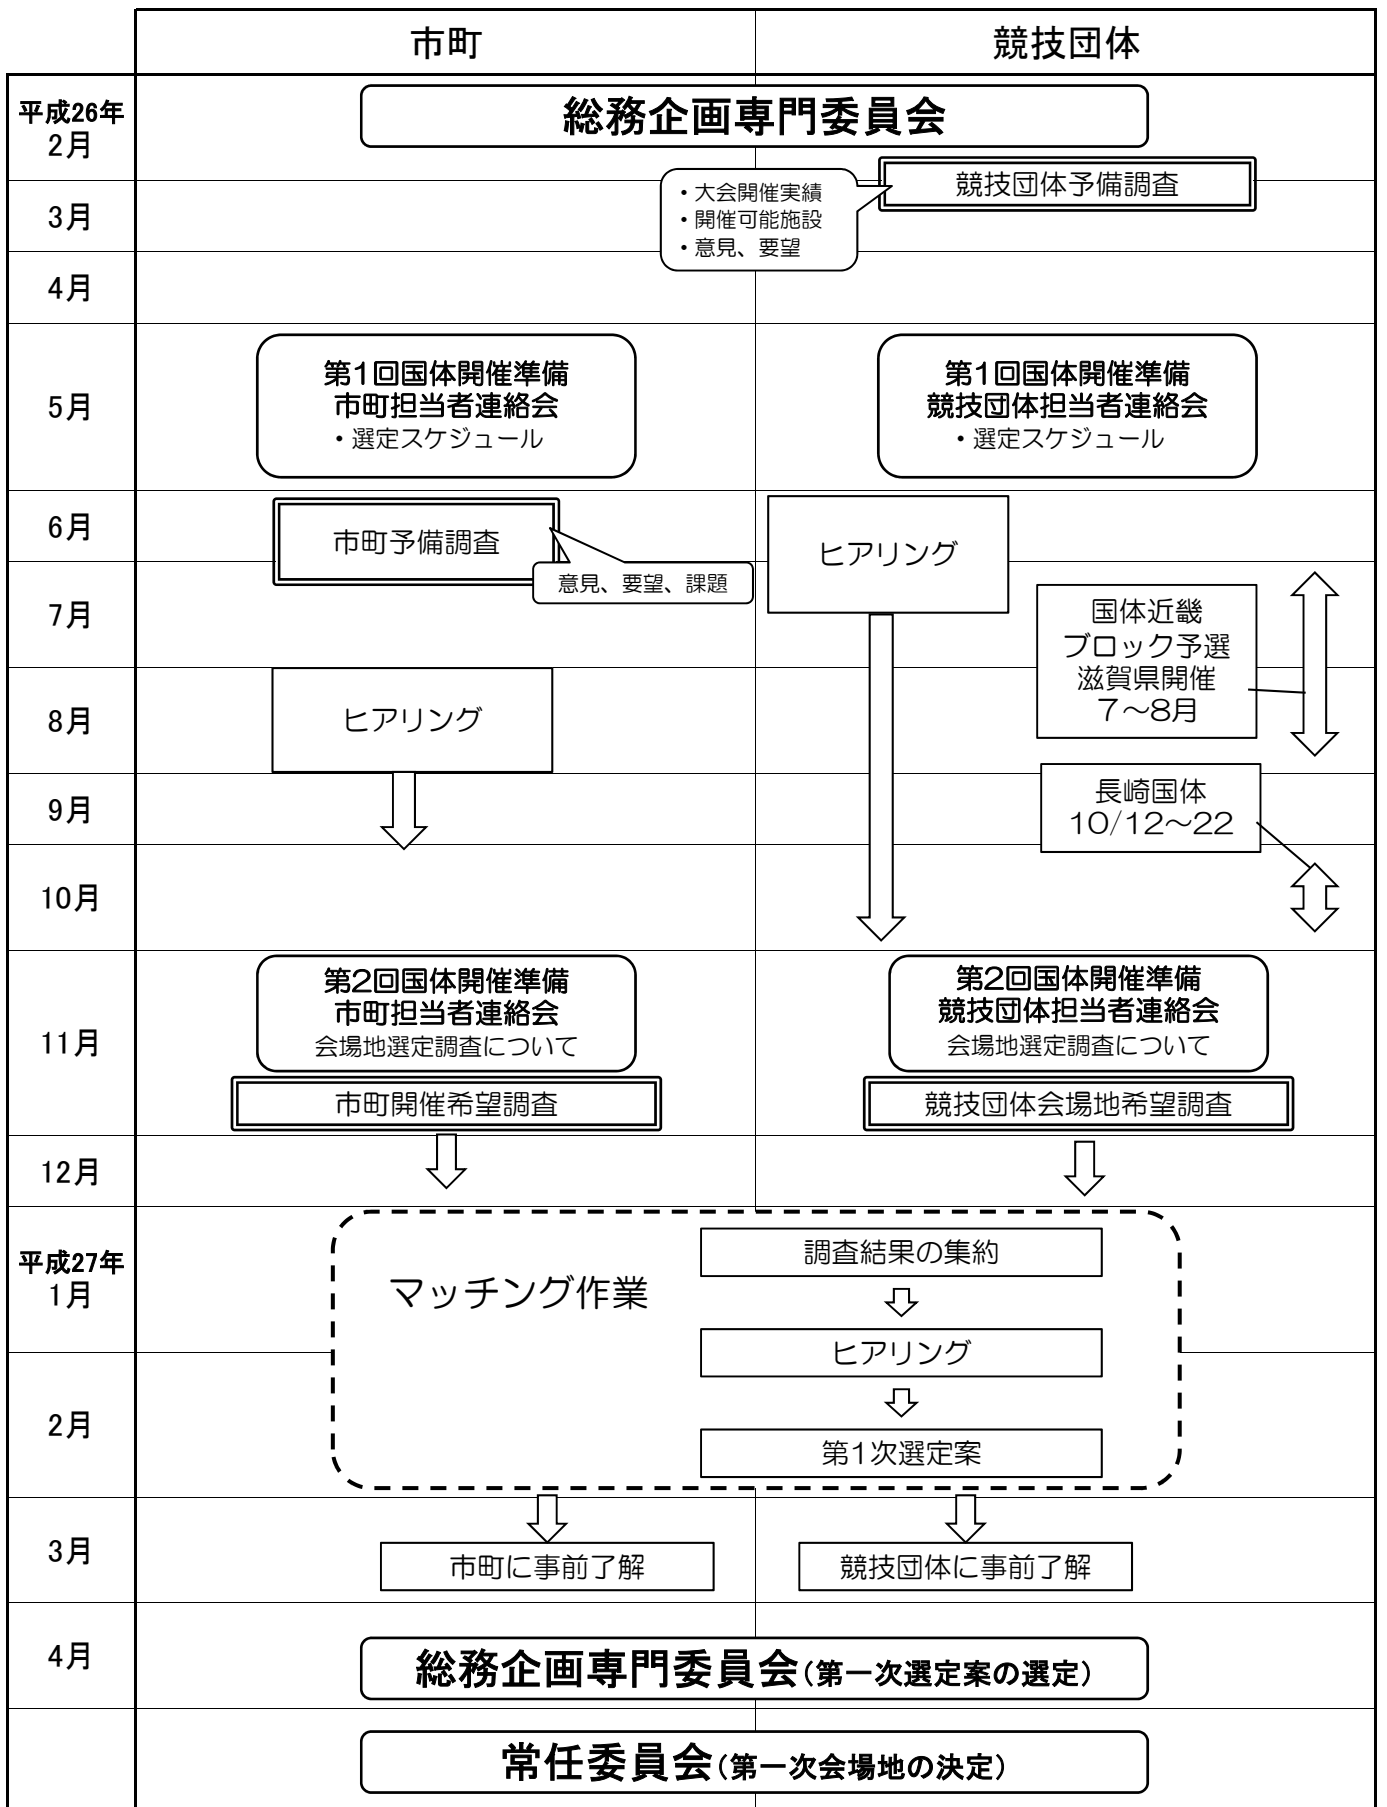 市町
競技団体
平成26年
2月
総務企画専門委員会
競技団体予備調査
・大会開催実績
・開催可能施設
・意見、要望
3月
4月
5月
第1回国体開催準備
市町担当者連絡会
・選定スケジュール
第1回国体開催準備
競技団体担当者連絡会
・選定スケジュール
6月
市町予備調査
意見、要望、課題
ヒアリング
7月
国体近畿
ブロック予選
滋賀県開催
7～8月
8月
ヒアリング
9月
長崎国体
10/12～22
10月
11月
第2回国体開催準備
市町担当者連絡会
会場地選定調査について
市町開催希望調査
第2回国体開催準備
競技団体担当者連絡会
会場地選定調査について
競技団体会場地希望調査
12月
平成27年
1月
マッチング作業
調査結果の集約
ヒアリング
2月
第1次選定案
3月
市町に事前了解
競技団体に事前了解
4月
総務企画専門委員会（第一次選定案の選定）
常任委員会（第一次会場地の決定）